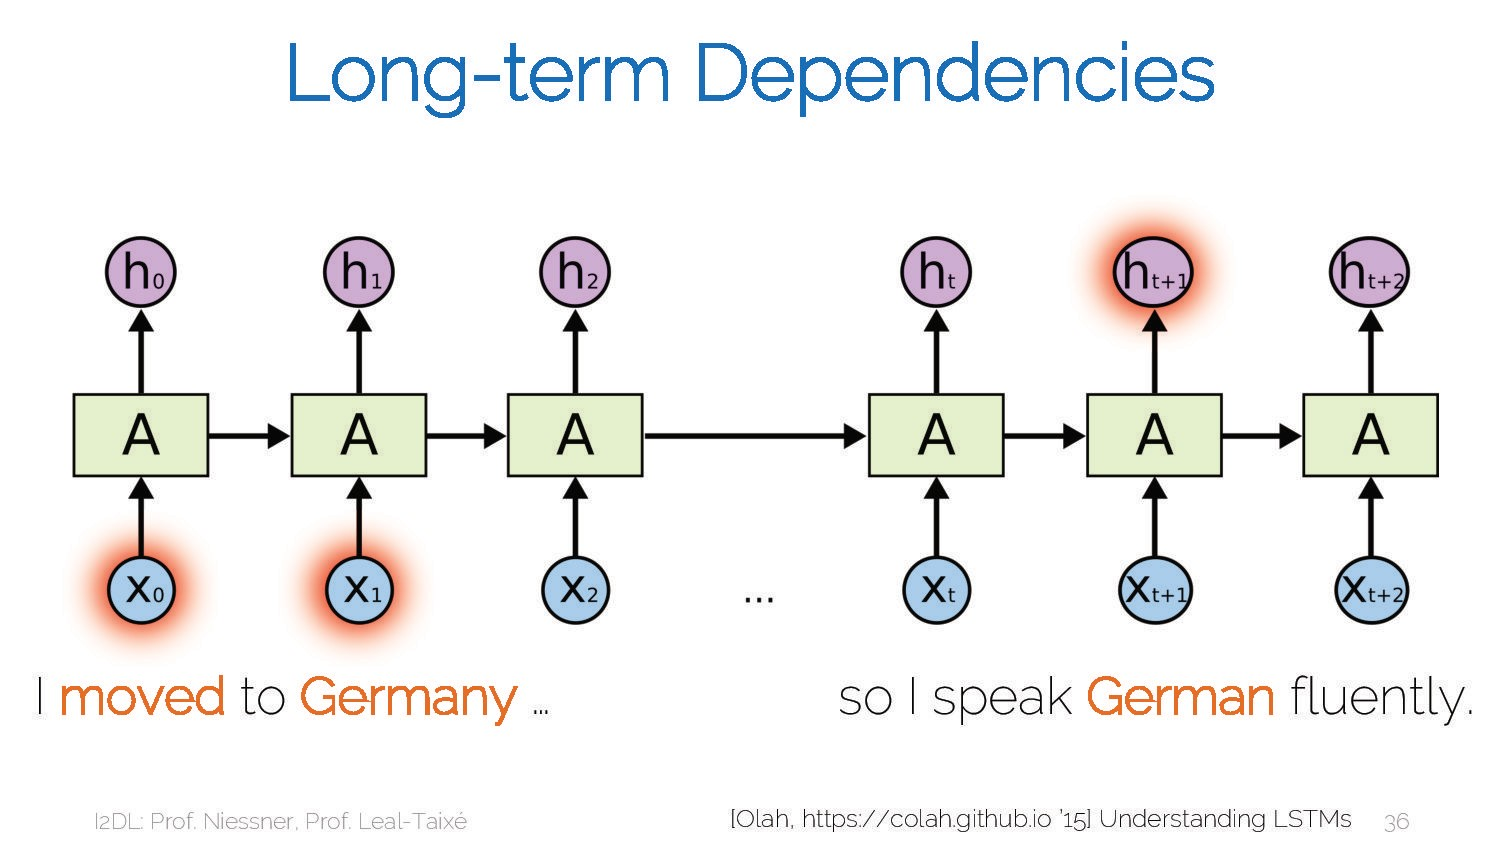 Long-term Dependencies
h0 h1 h2 ht ht+1 ht+2
A A A A A A
x0 x1 x2 ... xt xt+1 xt+2
I moved to Germany ... so I speak German fluently.
I2DL: Prof. Niessner, Prof. Leal-Taixé [Olah, https://colah.github.io '15] Understanding LSTMs 36